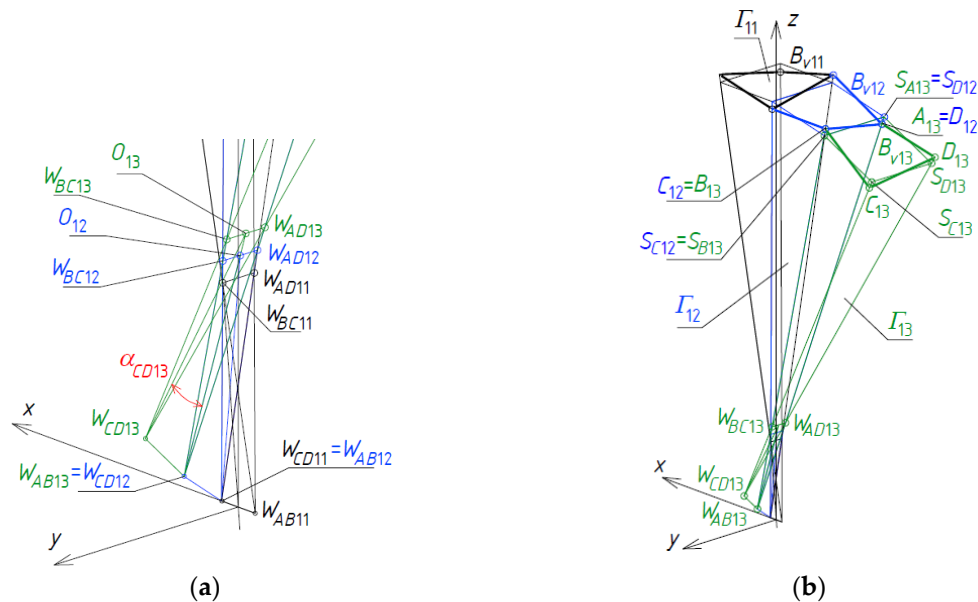 O13
WBC13
O12
WBC12
WAD13
WAD12
WAD11
WBC11
αCD13
x
WCD13
WAB13=WCD12
WCD11=WAB12
WAB11
y
(a)
Γ11
z
Bv11
Bv12
SA13=SD12
A13=D12
Bv13
D13
SD13
C12=B13
C13
SC13
SC12=SB13
Γ12
Γ13
WBC13
WAD13
x
WCD13
WAB13
y
(b)